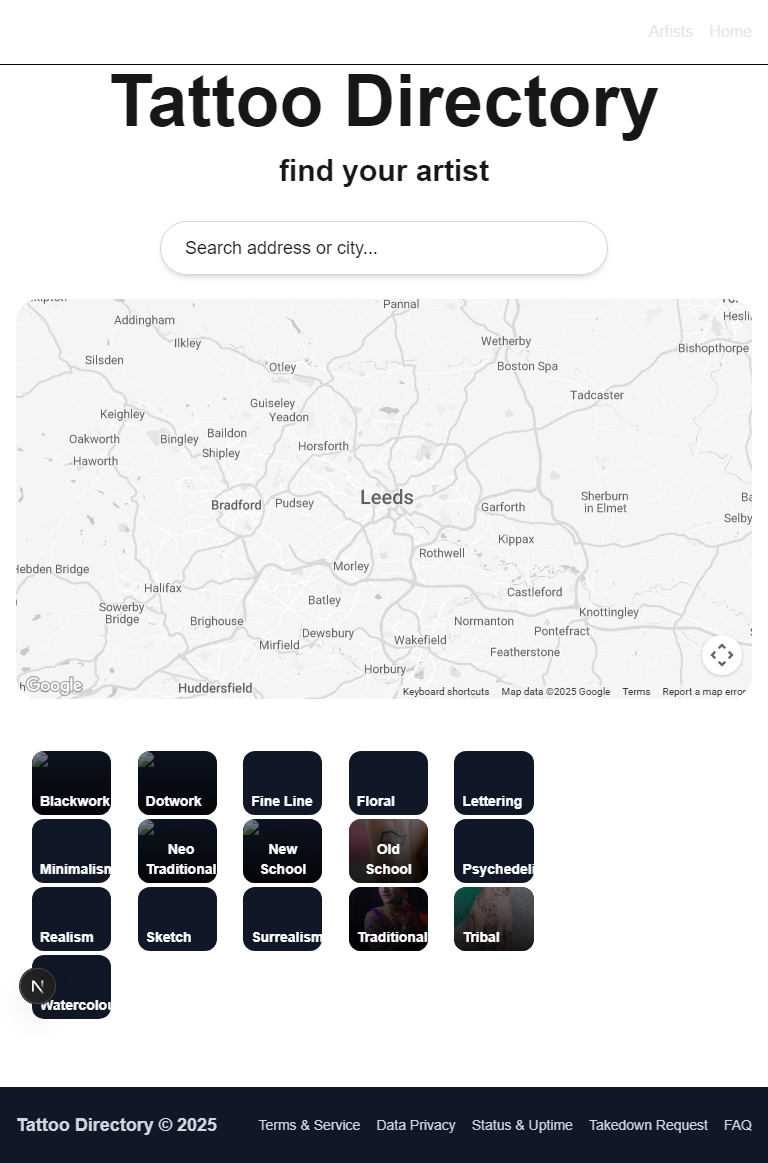 Artists Home
Tattoo Directory
find your artist
Search address or city...
Pannal
Addingham
Ilkley
Wetherby
Bishopthorpe
Silsden
Otley
Boston Spa
Tadcaster
Guiseley
Keighley
Yeadon
Oakworth
Bingley
Baildon
Horsforth
Shipley
Haworth
Leeds
Bradford
Pudsey
Garforth
Sherburn
in Elmet
Selby
Kippax
Rothwell
Hebden Bridge
Morley
Halifax
Castleford
Batley
Sowerby
Bridge
Knottingley
Brighouse
Normanton
Dewsbury
Pontefract
Mirfield
Wakefield
Featherstone
Horbury
Huddersfield
Google
Keyboard shortcuts Map data ©2025 Google Terms Report a map error
Blackwork Dotwork Fine Line Floral Lettering
Minimalism Neo
Traditional New
School Old
School Psychedeli
Realism Sketch Surrealism Traditional Tribal
N
Watercolou
Tattoo Directory © 2025 Terms & Service Data Privacy Status & Uptime Takedown Request FAQ